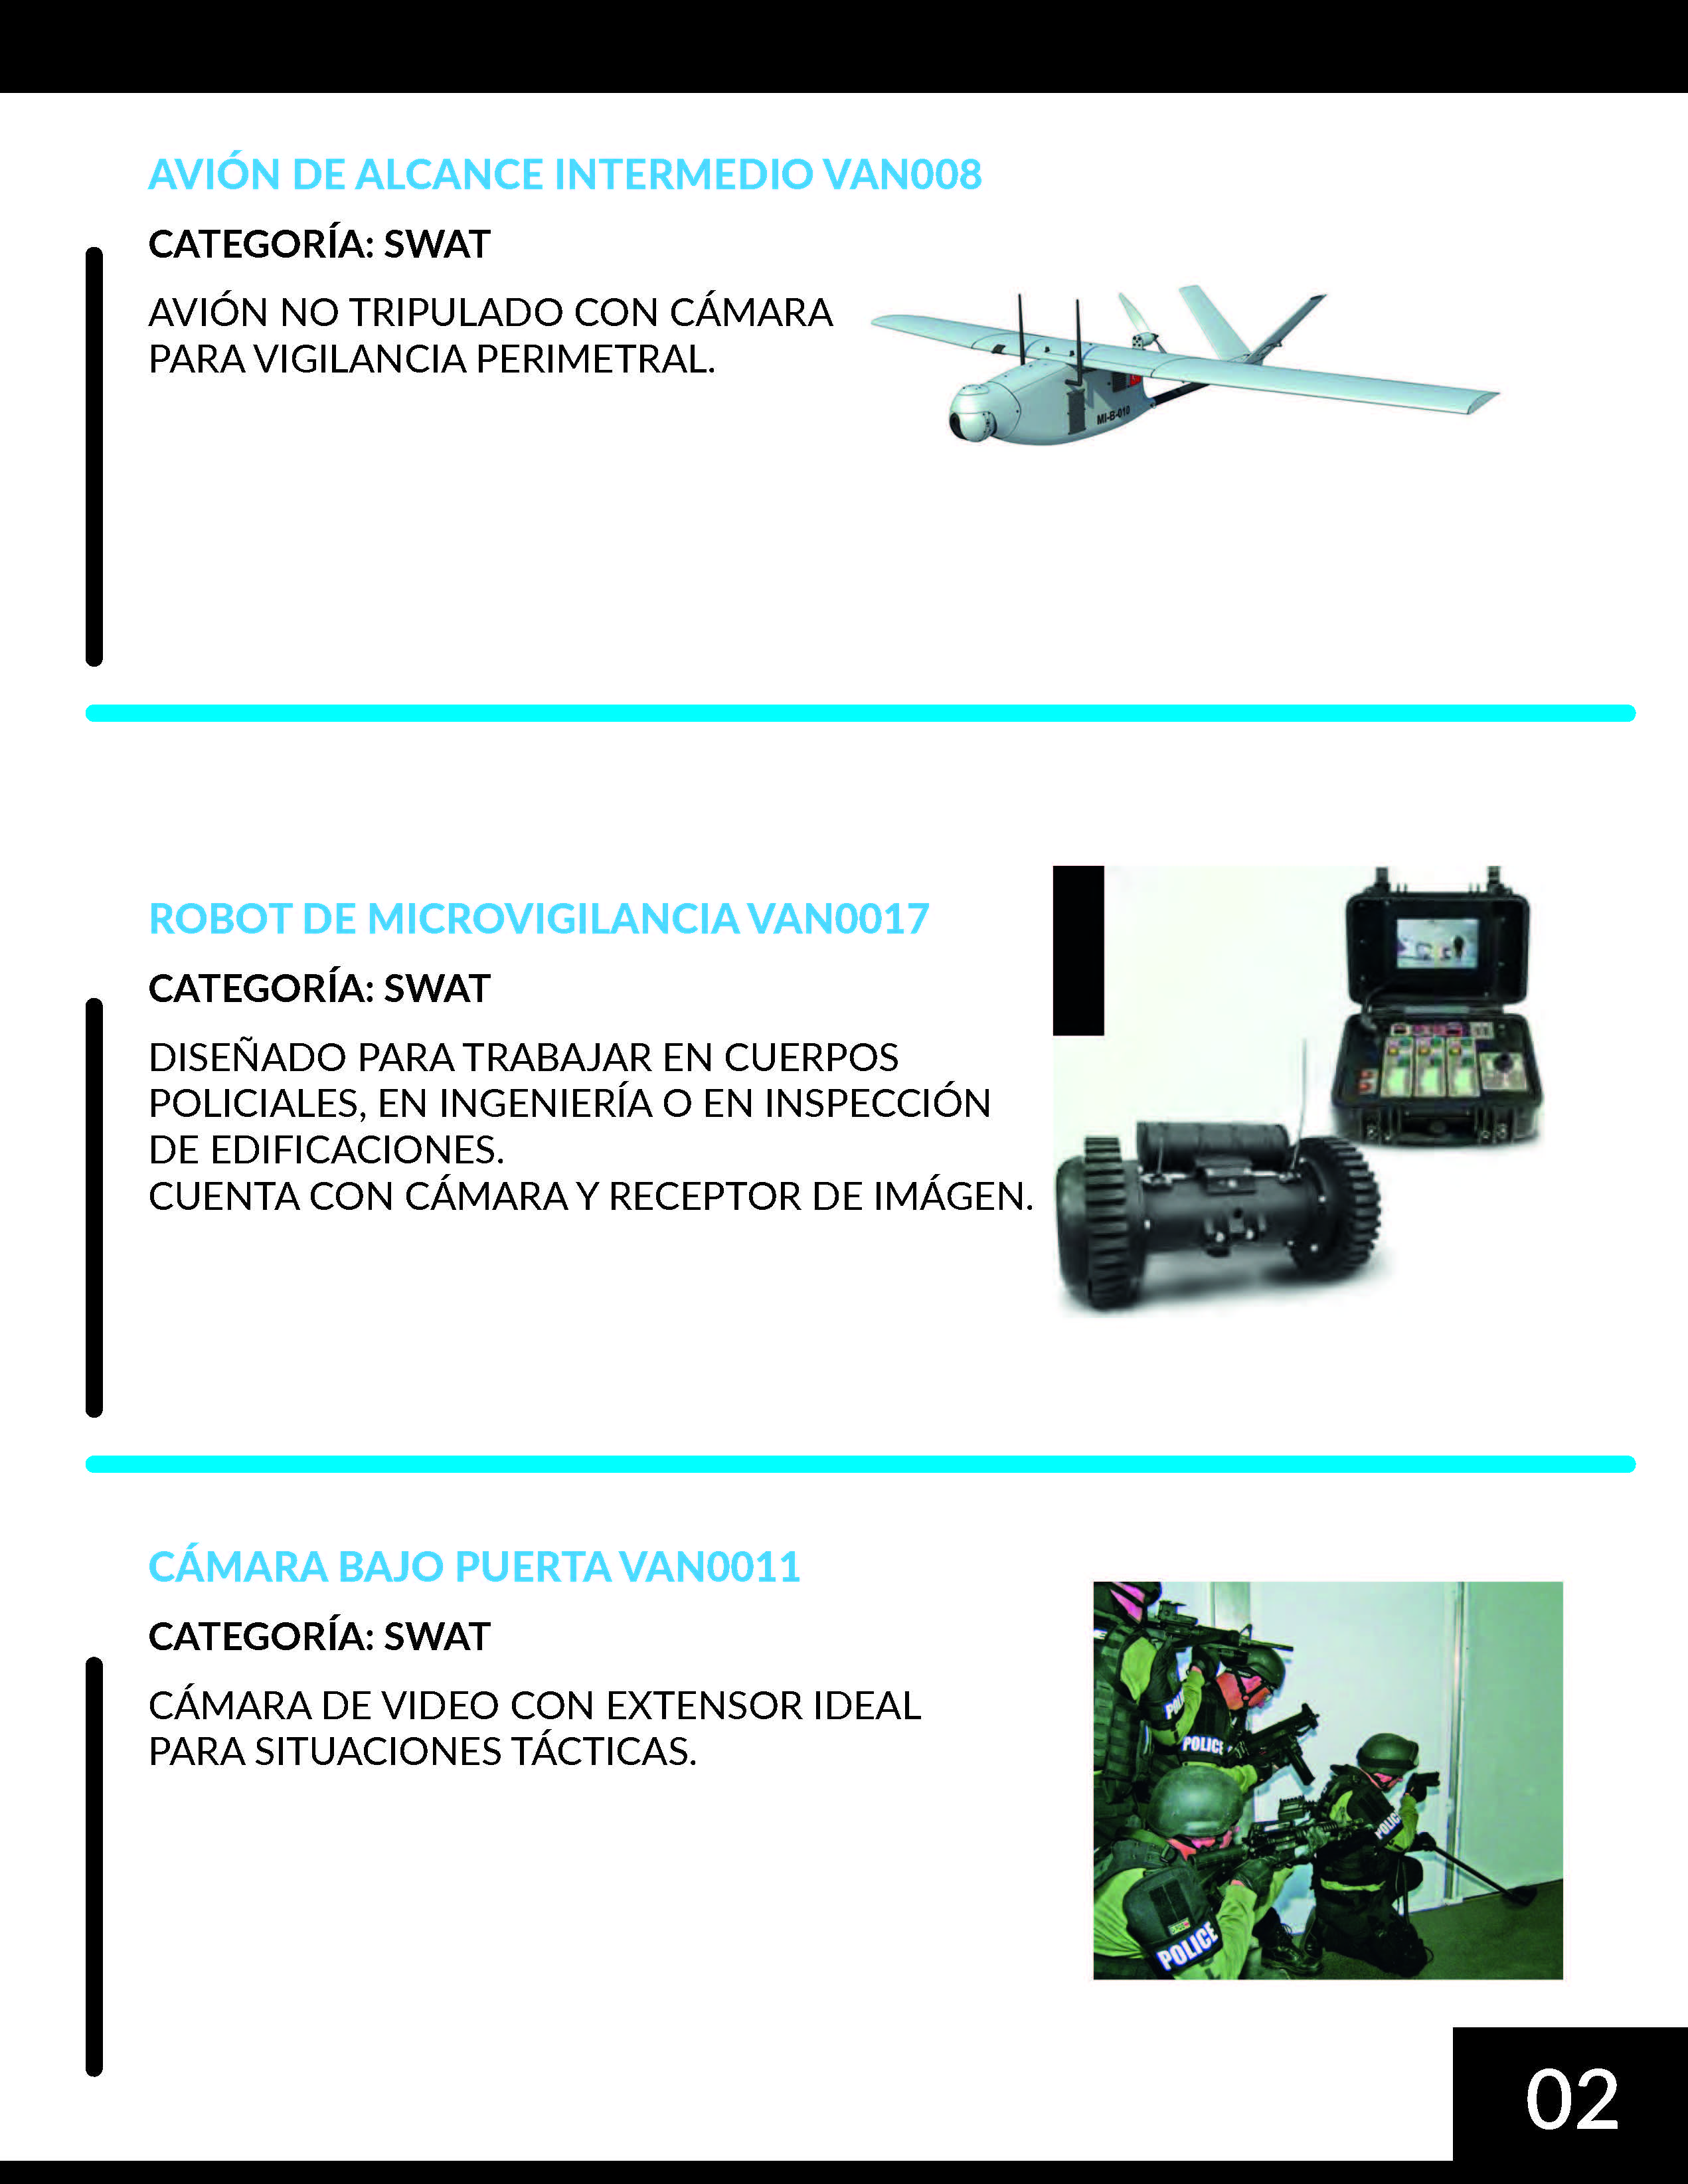 AVIÓN DE ALCANCE INTERMEDIO VAN008
CATEGORÍA: SWAT
AVIÓN NO TRIPULADO CON CÁMARA
PARA VIGILANCIA PERIMETRAL.
MI-B-010
ROBOT DE MICROVIGILANCIA VAN0017
CATEGORÍA: SWAT
DISEÑADO PARA TRABAJAR EN CUERPOS
POLICIALES, EN INGENIERÍA O EN INSPECCIÓN
DE EDIFICACIONES.
CUENTA CON CÁMARA Y RECEPTOR DE IMÁGEN.
CÁMARA BAJO PUERTA VAN0011
CATEGORÍA: SWAT
CÁMARA DE VIDEO CON EXTENSOR IDEAL
PARA SITUACIONES TÁCTICAS.
POLICE
POLICE
02